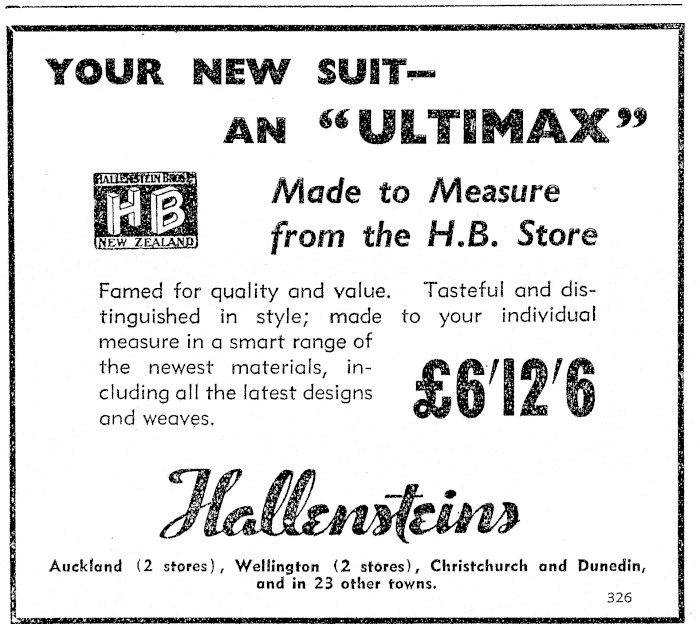 YOUR NEW SUIT—
AN "ULTIMAX"
HALLENSTEIN BROS LD
HB
NEW ZEALAND
Made to Measure
from the H.B. Store
Famed for quality and value. Tasteful and dis-
tinguished in style; made to your individual
measure in a smart range of
the newest materials, in-
cluding all the latest designs
and weaves.
£6'12'6
Hallensteins
Auckland (2 stores), Wellington (2 stores), Christchurch and Dunedin,
and in 23 other towns.
326